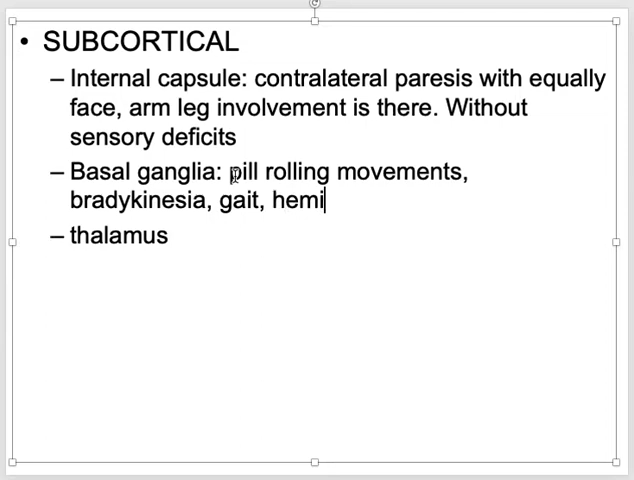 • SUBCORTICAL
– Internal capsule: contralateral paresis with equally
face, arm leg involvement is there. Without
sensory deficits
– Basal ganglia: pill rolling movements,
bradykinesia, gait, hemi
– thalamus